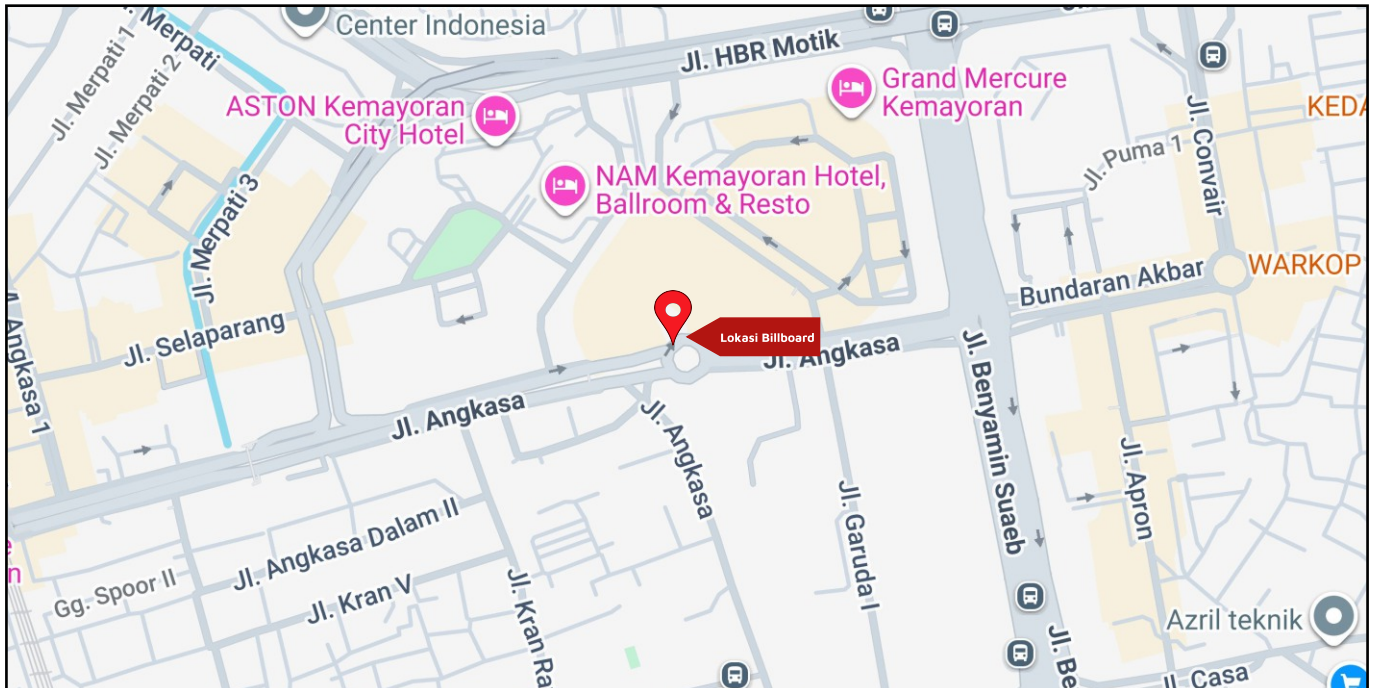 Center Indonesia
Merpati
Jl. Merpati 1
Jl. Merpati 2
Jl. HBR Motik
Grand Mercure
Kemayoran
ASTON Kemayoran
City Hotel
NAM Kemayoran Hotel,
Ballroom & Resto
Jl. Convair
Jl. Puma 1
Jl. Merpati 3
WARKOP
Bundaran Akbar
Jl. Selaparang
Lokasi Billboard
Jl. Angkasa
Angkasa 1
Jl. Angkasa
Jl. Angkasa
Jl. Benyamin Suaeb
Jl. Apron
Jl. Garuda I
Jl. Angkasa Dalam II
Gg. Spoor II
Jl. Kran V
Jl. Kran Ra
Azril teknik
Jl. Be
Jl. Casa